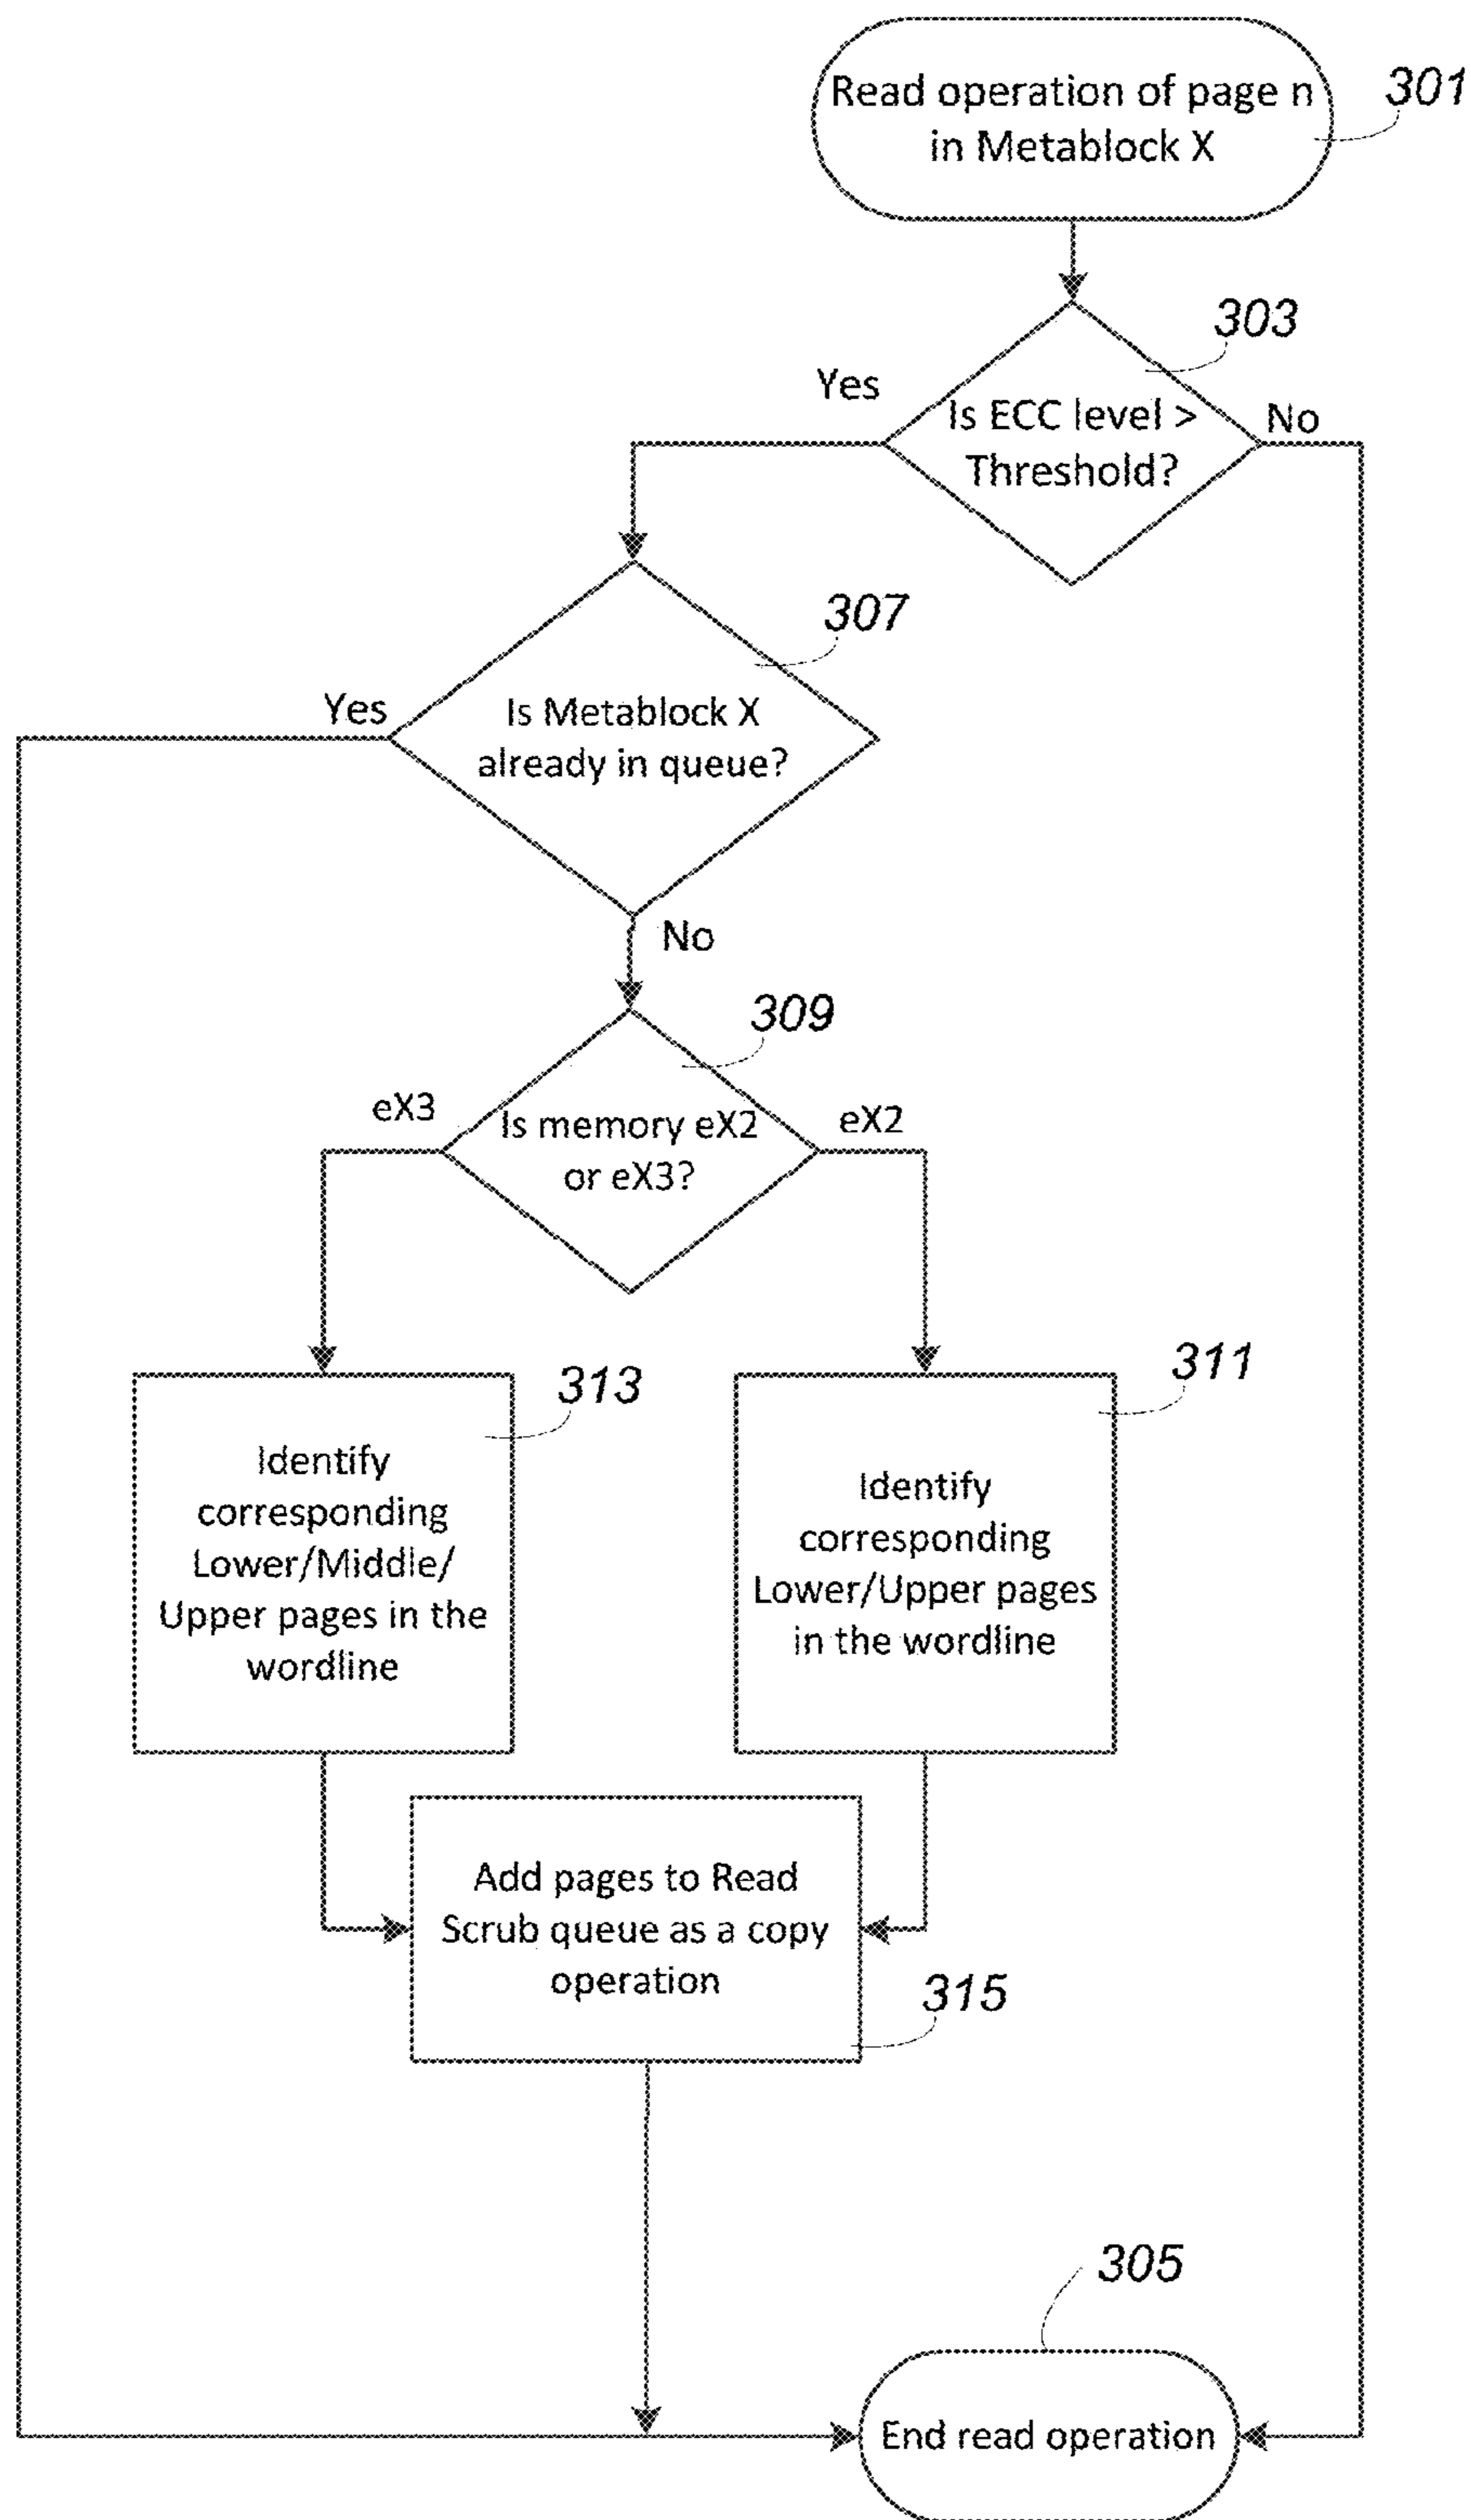 Read operation of page n
in Metablock X
301
303
Yes
Is ECC level >
Threshold?
No
307
Yes
Is Metablock X
already in queue?
No
309
eX3
Is memory eX2
or eX3?
eX2
313
311
Identify
corresponding
Lower/Middle/
Upper pages in the
wordline
Identify
corresponding
Lower/Upper pages
in the wordline
Add pages to Read
Scrub queue as a copy
operation
315
305
End read operation